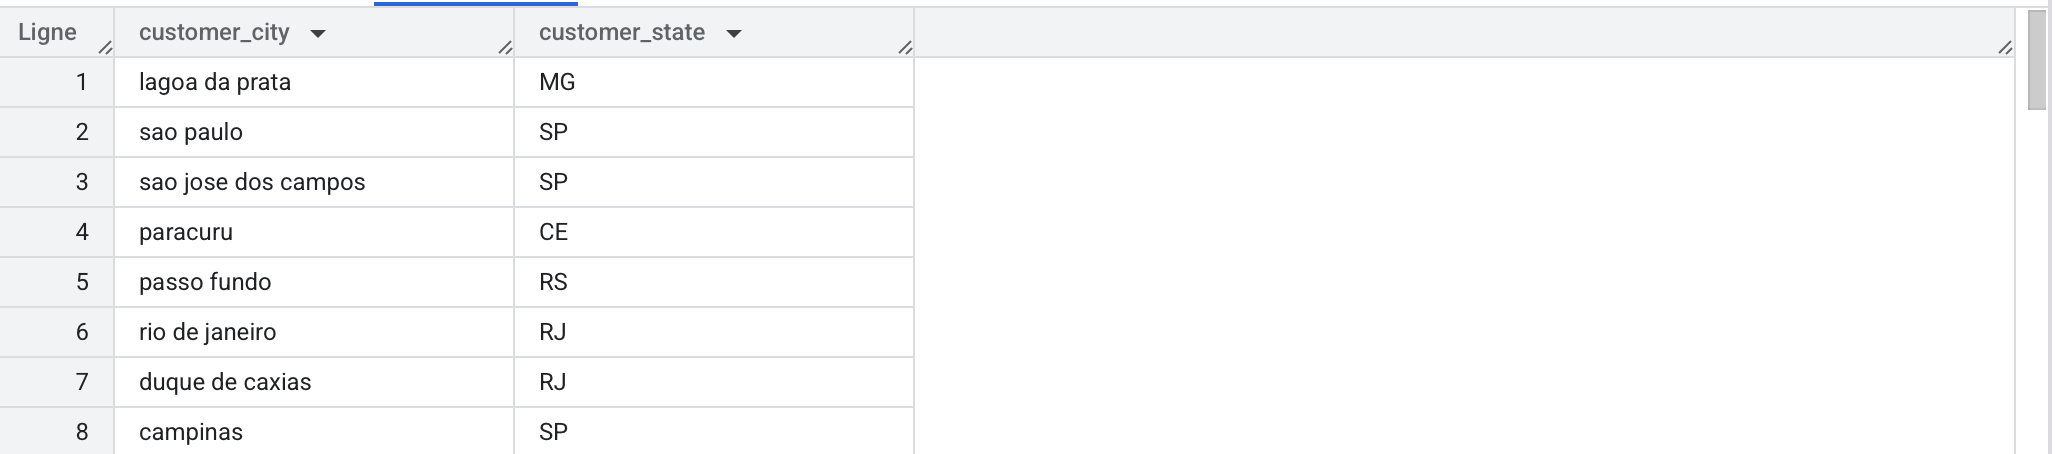 Ligne customer_city customer_state
1 lagoa da prata MG
2 sao paulo SP
3 sao jose dos campos SP
4 paracuru CE
5 passo fundo RS
6 rio de janeiro RJ
7 duque de caxias RJ
8 campinas SP